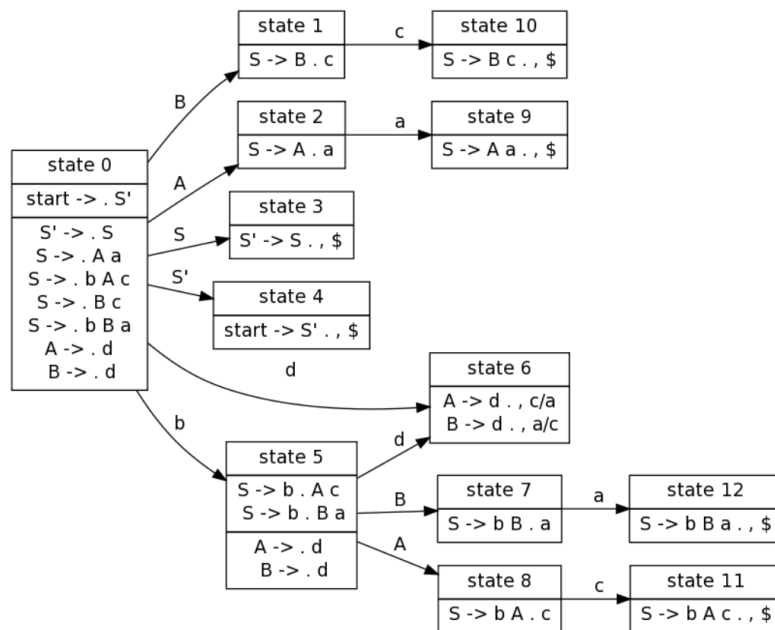 state 0
start -> . S'
S' -> . S
S -> . A a
S -> . b A c
S -> . B c
S -> . b B a
A -> . d
B -> . d
B
A
S
S'
d
b
state 1
S -> B . c
c
state 10
S -> B c . , $
state 2
S -> A . a
a
state 9
S -> A a . , $
state 3
S' -> S . , $
state 4
start -> S' . , $
state 6
A -> d . , c/a
B -> d . , a/c
state 5
S -> b . A c
S -> b . B a
A -> . d
B -> . d
d
B
A
state 7
S -> b B . a
a
state 12
S -> b B a . , $
state 8
S -> b A . c
c
state 11
S -> b A c . , $